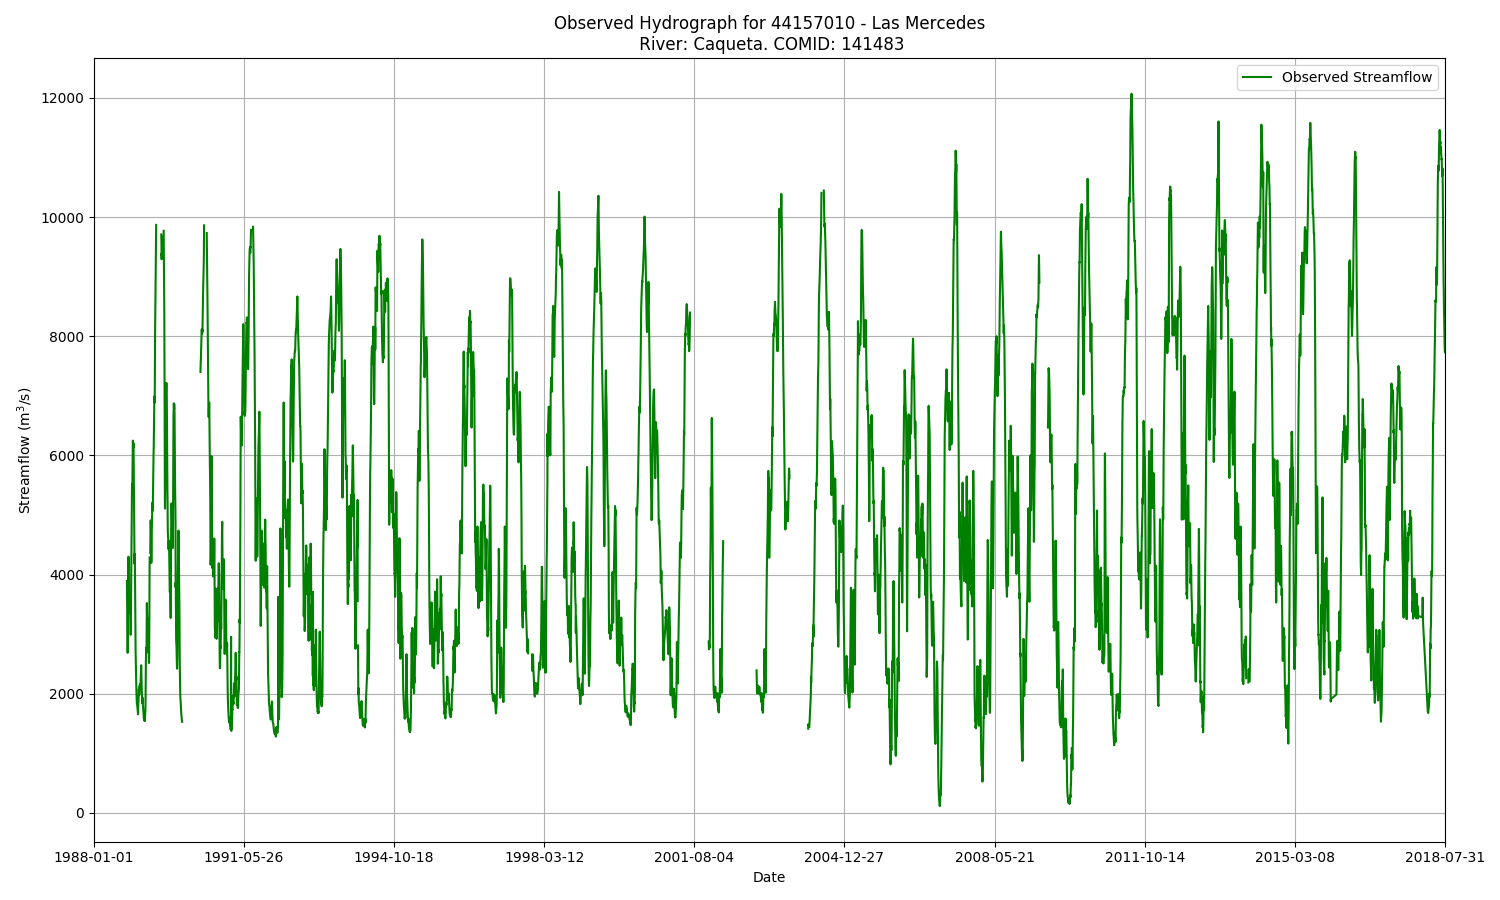 Observed Hydrograph for 44157010 - Las Mercedes
River: Caqueta. COMID: 141483
Observed Streamflow
12000
10000
8000
6000
4000
2000
0
Streamflow (m³/s)
1988-01-01 1991-05-26 1994-10-18 1998-03-12 2001-08-04 2004-12-27 2008-05-21 2011-10-14 2015-03-08 2018-07-31
Date